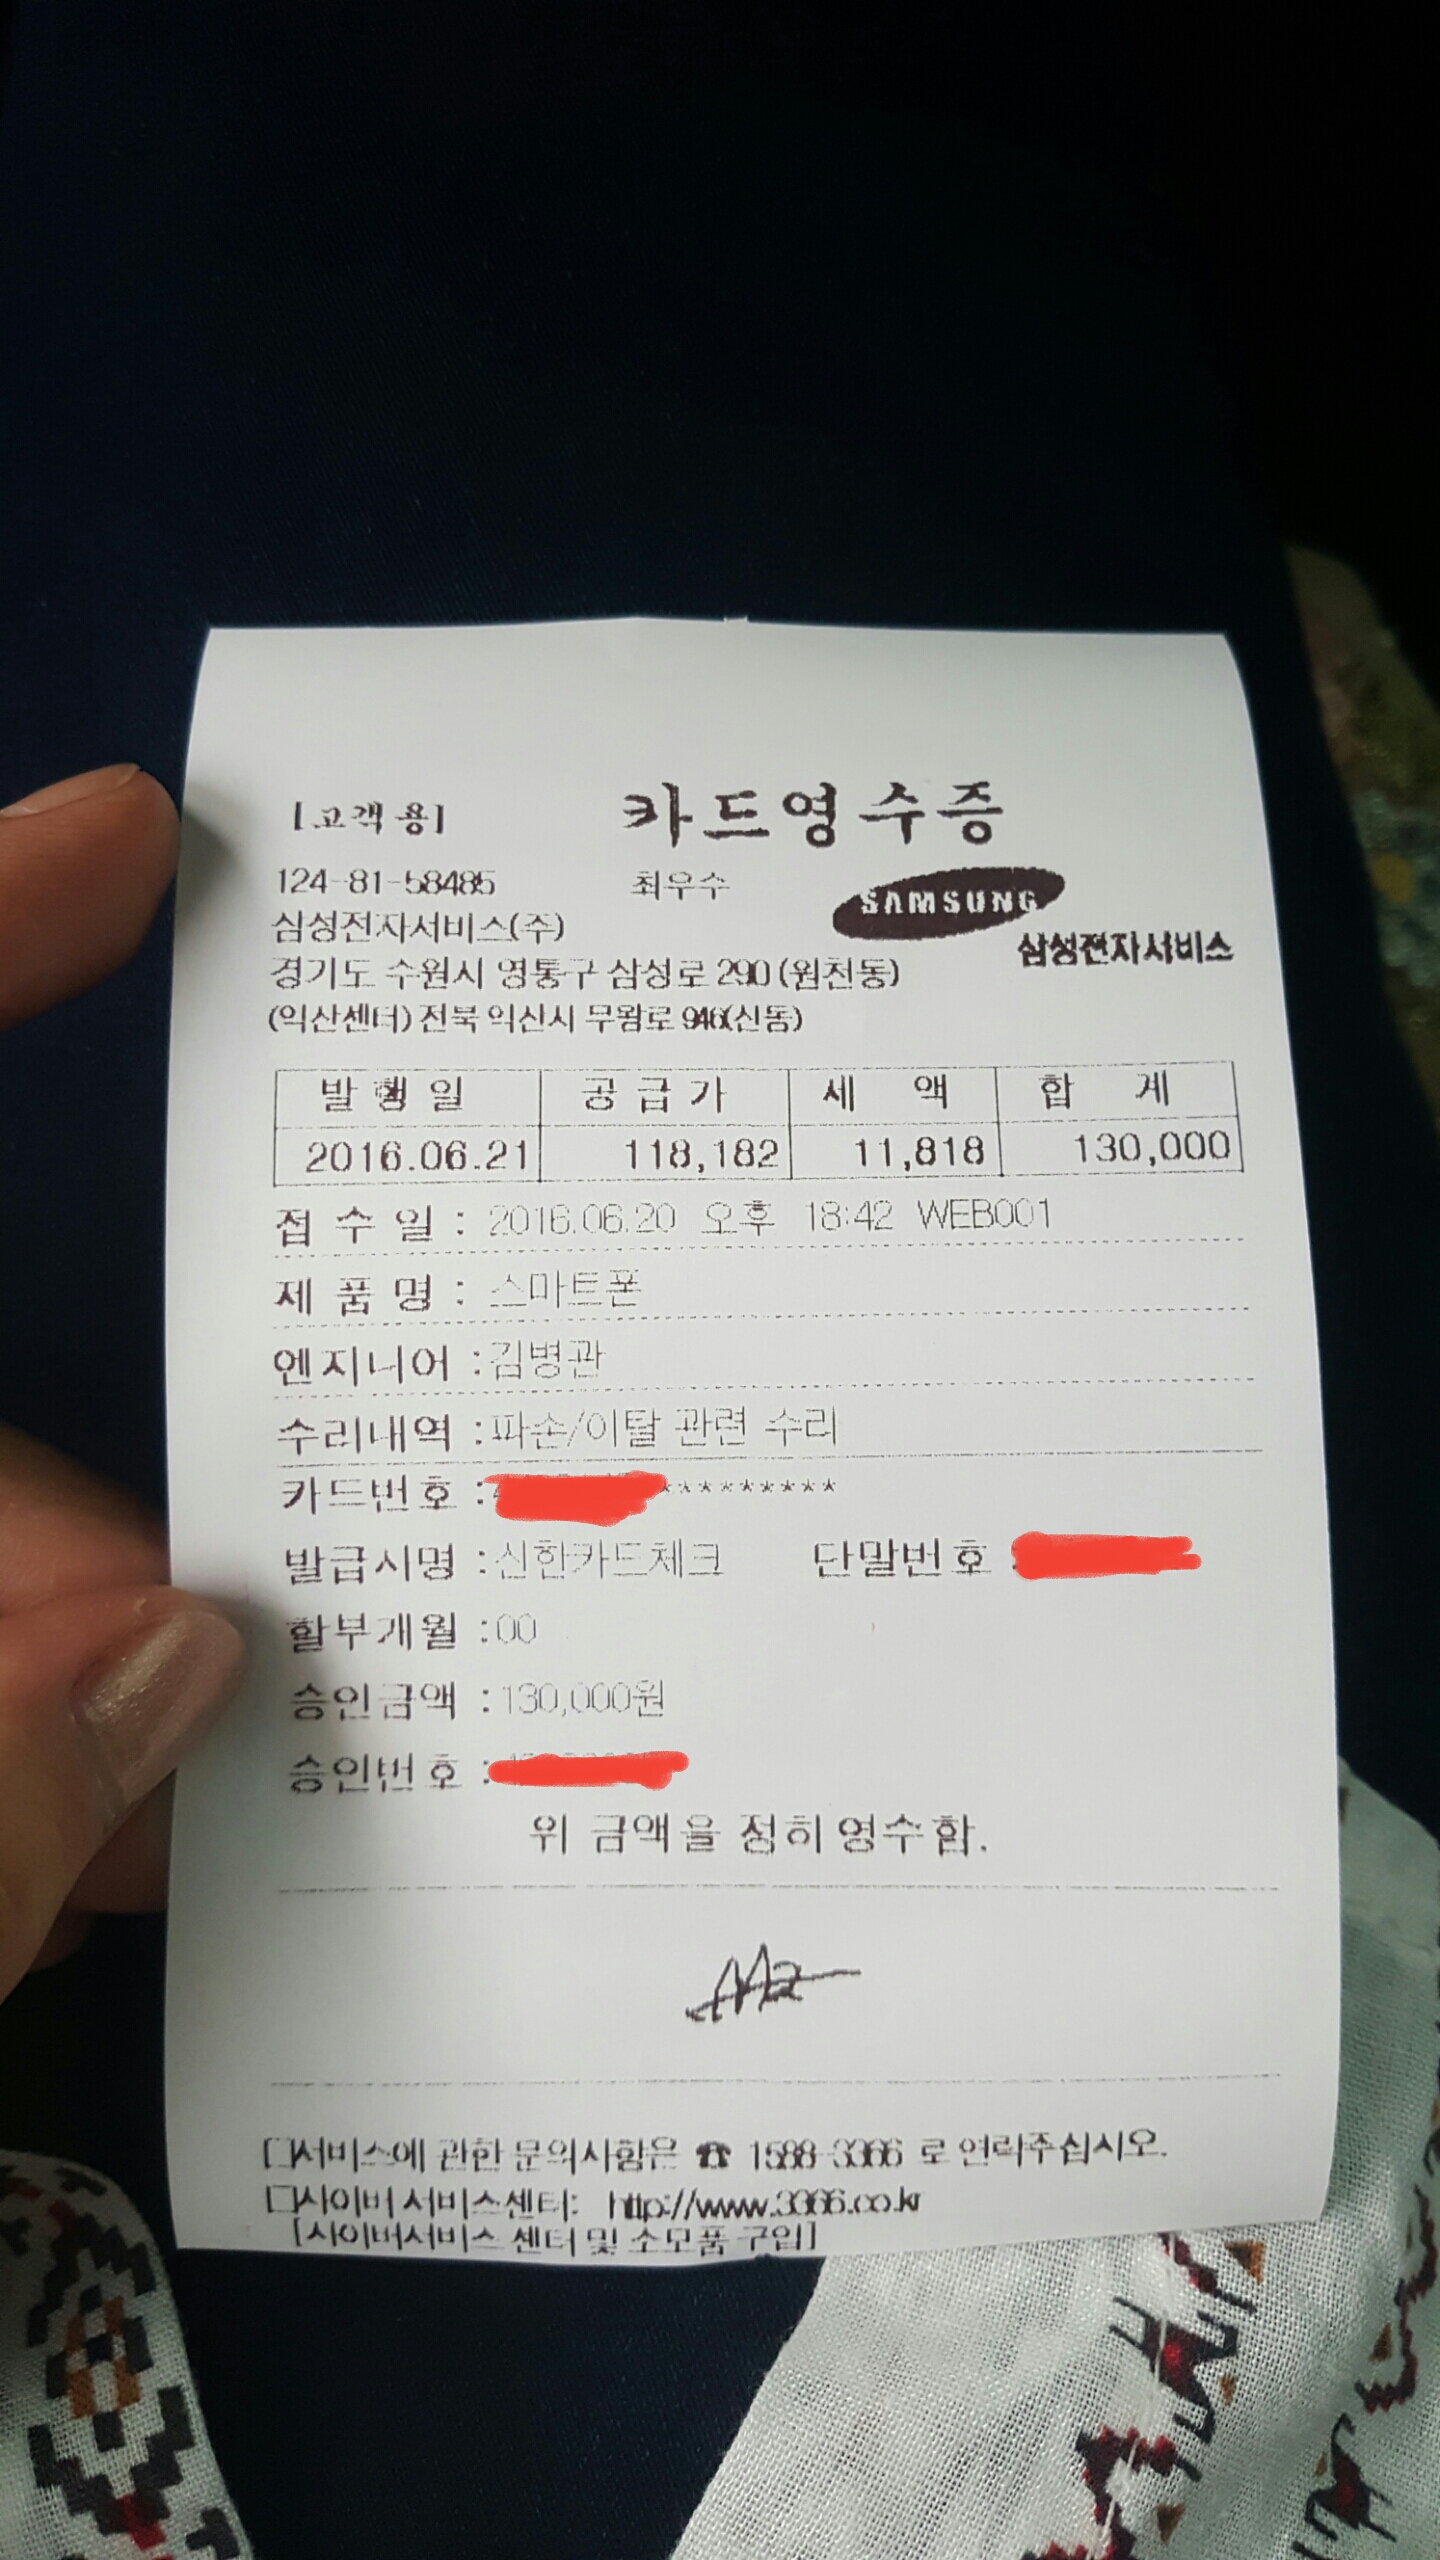 [고객용] 카드영수증
124-81-58485 최우수
SAMSUNG
삼성전자서비스
삼성전자서비스(주)
경기도 수원시 영통구 삼성로 290 (원천동)
(익산센터) 전북 익산시 무왕로 946(신동)
발행일 공급가 세 액 합 계
2016.06.21 118,182 11,818 130,000
접 수 일 : 2016.06.20 오후 18:42 WEB001
제 품 명 : 스마트폰
엔지니어 :김병관
수리내역 :파손/이탈 관련 수리
카드번호 : **********
발급사명 :신한카드체크 단말번호 :
할부개월 :00
승인금액 :130,000원
승인번호 :
위 금액을 정히 영수함.
□서비스에 관한 문의사항은 ☎ 1588-3366 로 연락주십시오.
□사이버 서비스센터: http://www.3366.co.kr
[사이버서비스 센터 및 소모품 구입]